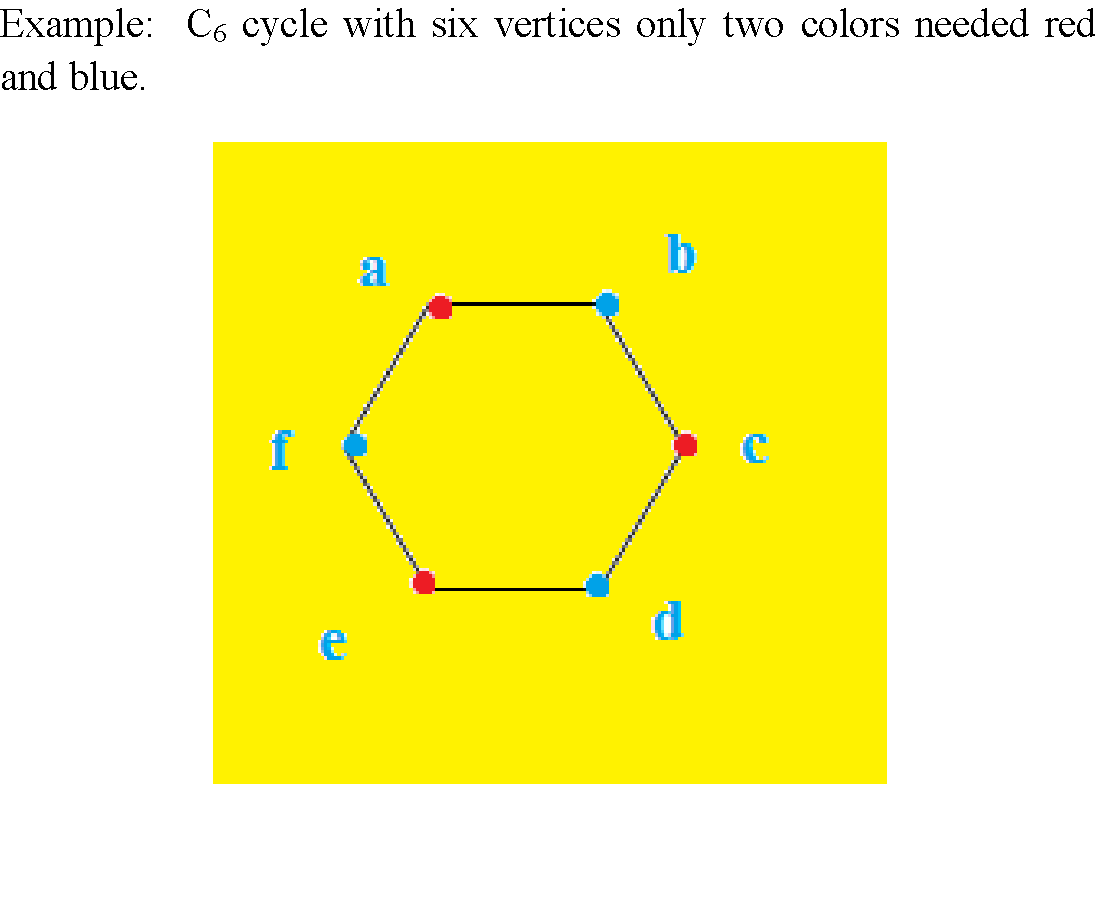 Example: C₆ cycle with six vertices only two colors needed red
and blue.
a
b
f
c
e
d